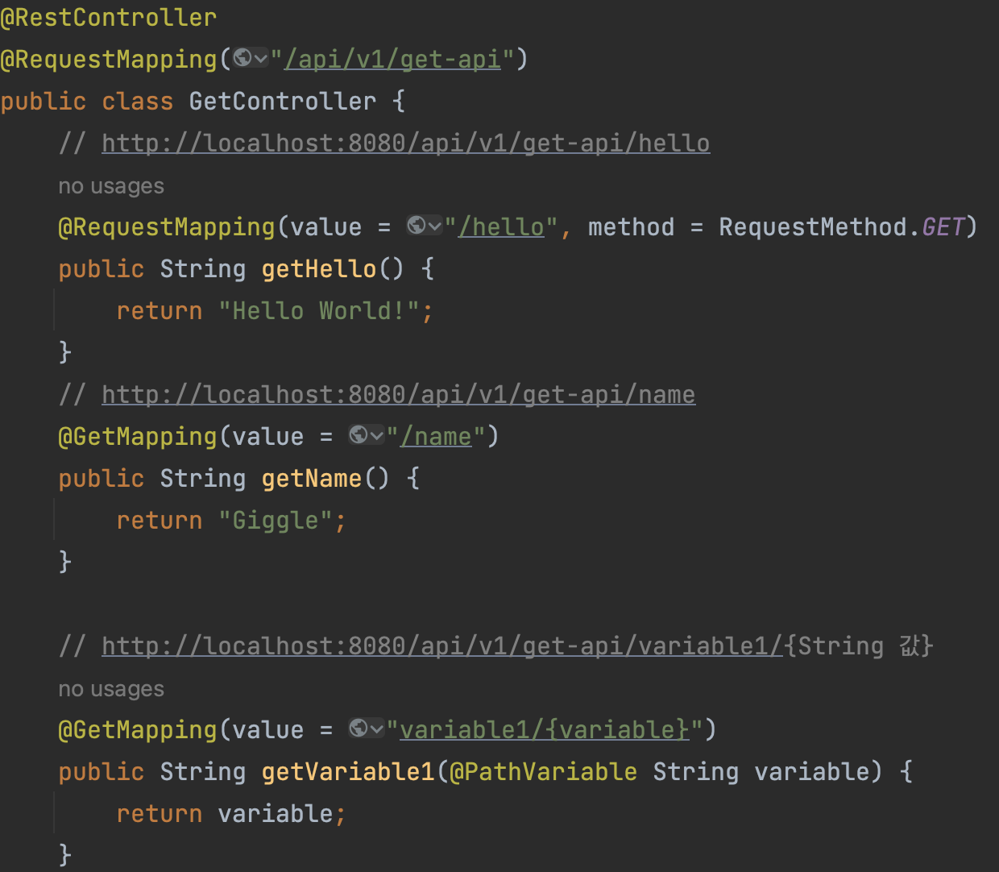 @RestController
@RequestMapping("/api/v1/get-api")
public class GetController {
// http://localhost:8080/api/v1/get-api/hello
no usages
@RequestMapping(value = "/hello", method = RequestMethod.GET)
public String getHello() {
return "Hello World!";
}
// http://localhost:8080/api/v1/get-api/name
@GetMapping(value = "/name")
public String getName() {
return "Giggle";
}
// http://localhost:8080/api/v1/get-api/variable1/{String 값}
no usages
@GetMapping(value = "variable1/{variable}")
public String getVariable1(@PathVariable String variable) {
return variable;
}